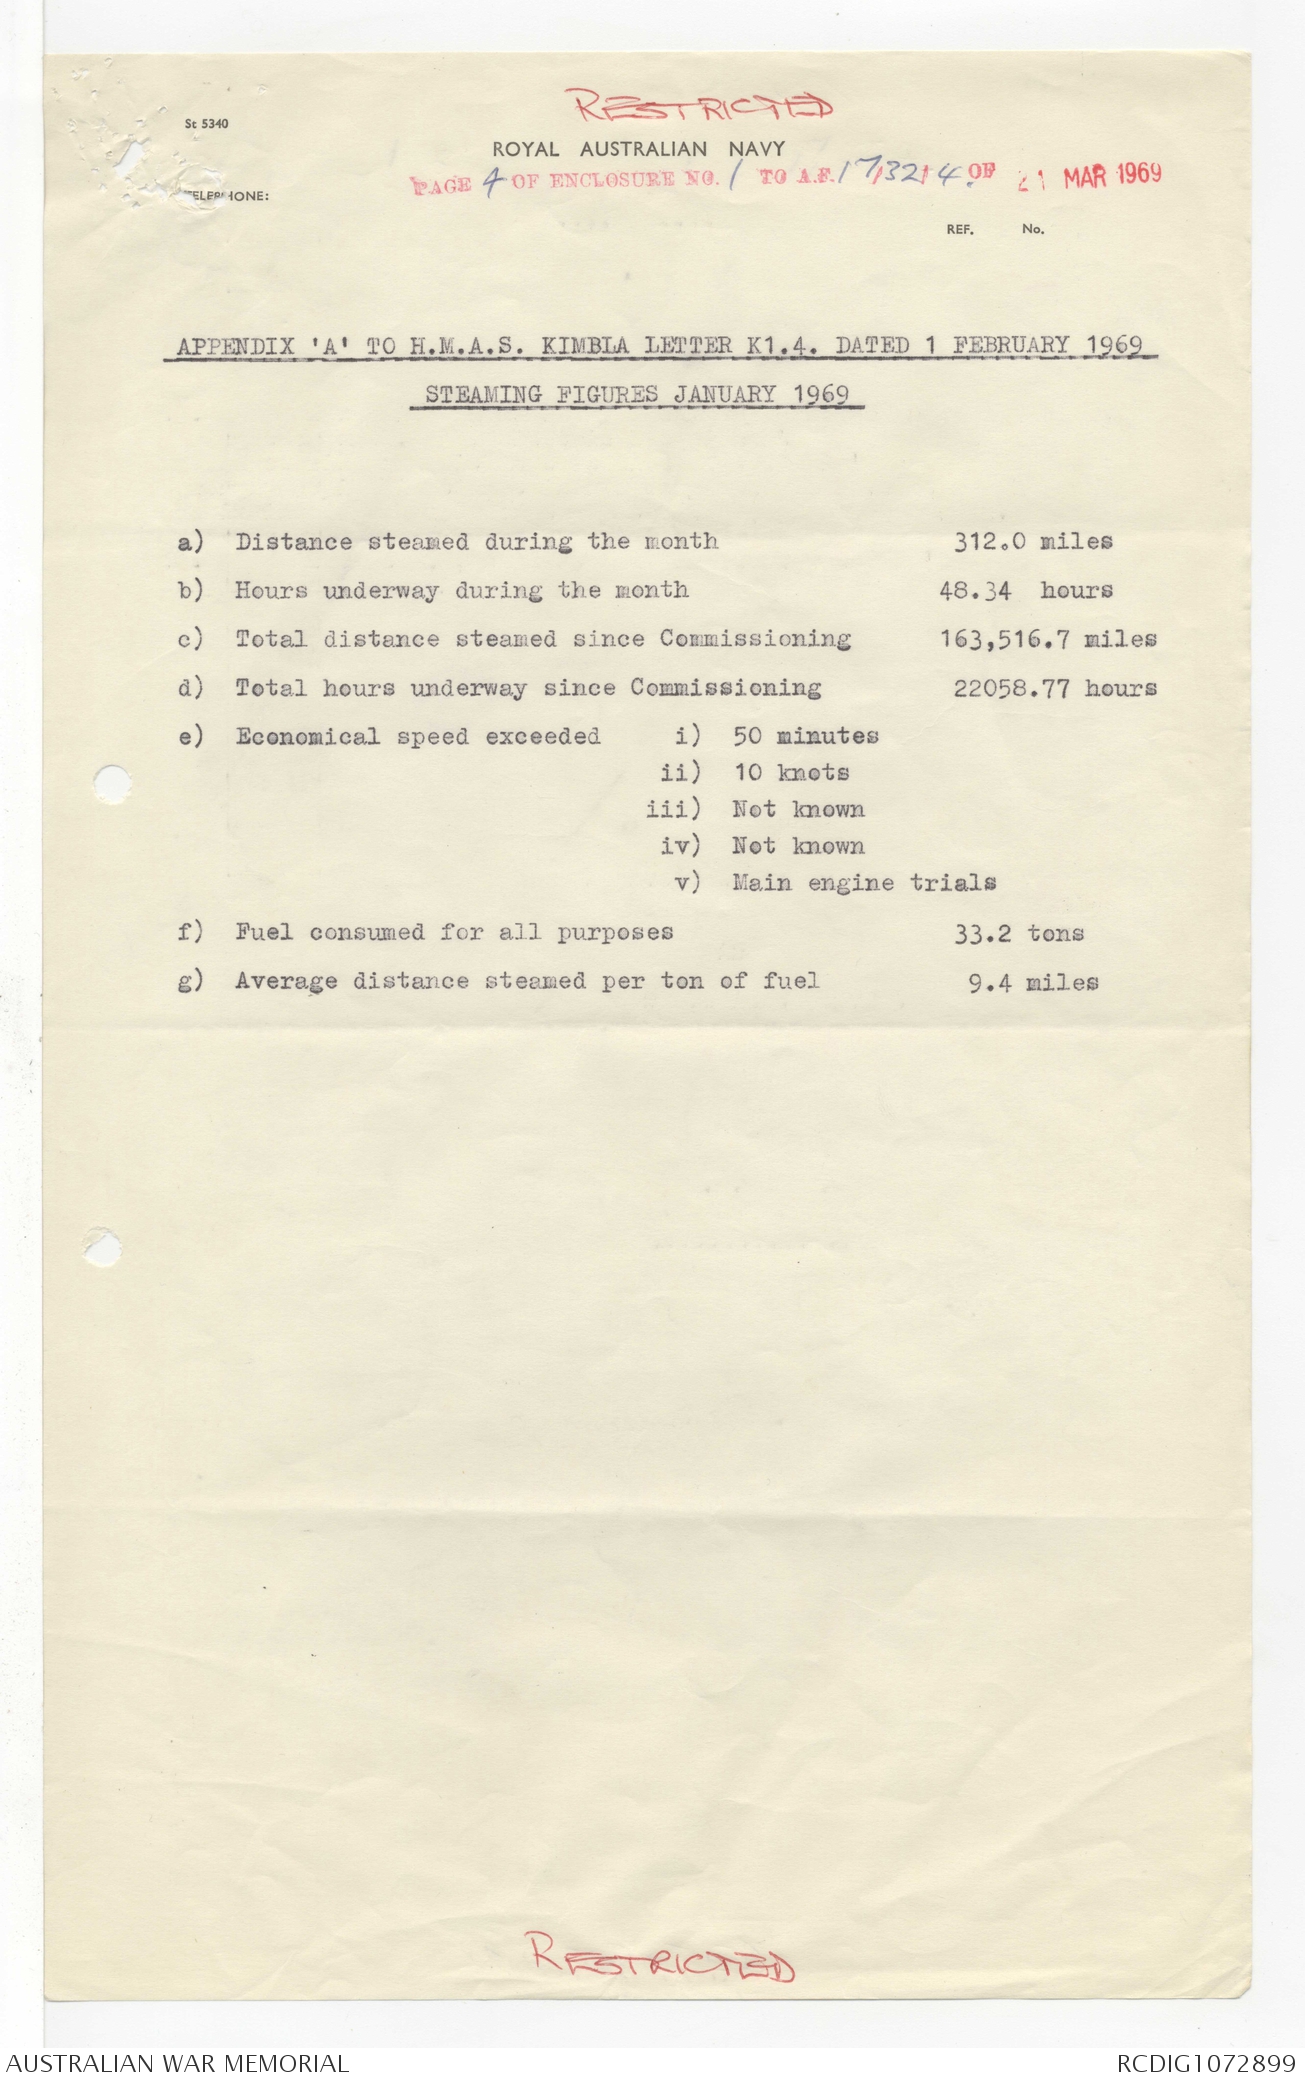 RESTRICTED
St 5340
ROYAL AUSTRALIAN NAVY
PAGE 4 OF ENCLOSURE NO. 1 TO A.F. 17/32/4 OF 21 MAR 1969
TELEPHONE:
REF. No.
APPENDIX 'A' TO H.M.A.S. KIMBLA LETTER K1.4. DATED 1 FEBRUARY 1969
STEAMING FIGURES JANUARY 1969
a) Distance steamed during the month 312.0 miles
b) Hours underway during the month 48.34 hours
c) Total distance steamed since Commissioning 163,516.7 miles
d) Total hours underway since Commissioning 22058.77 hours
e) Economical speed exceeded i) 50 minutes
ii) 10 knots
iii) Not known
iv) Not known
v) Main engine trials
f) Fuel consumed for all purposes 33.2 tons
g) Average distance steamed per ton of fuel 9.4 miles
RESTRICTED
AUSTRALIAN WAR MEMORIAL RCDIG1072899